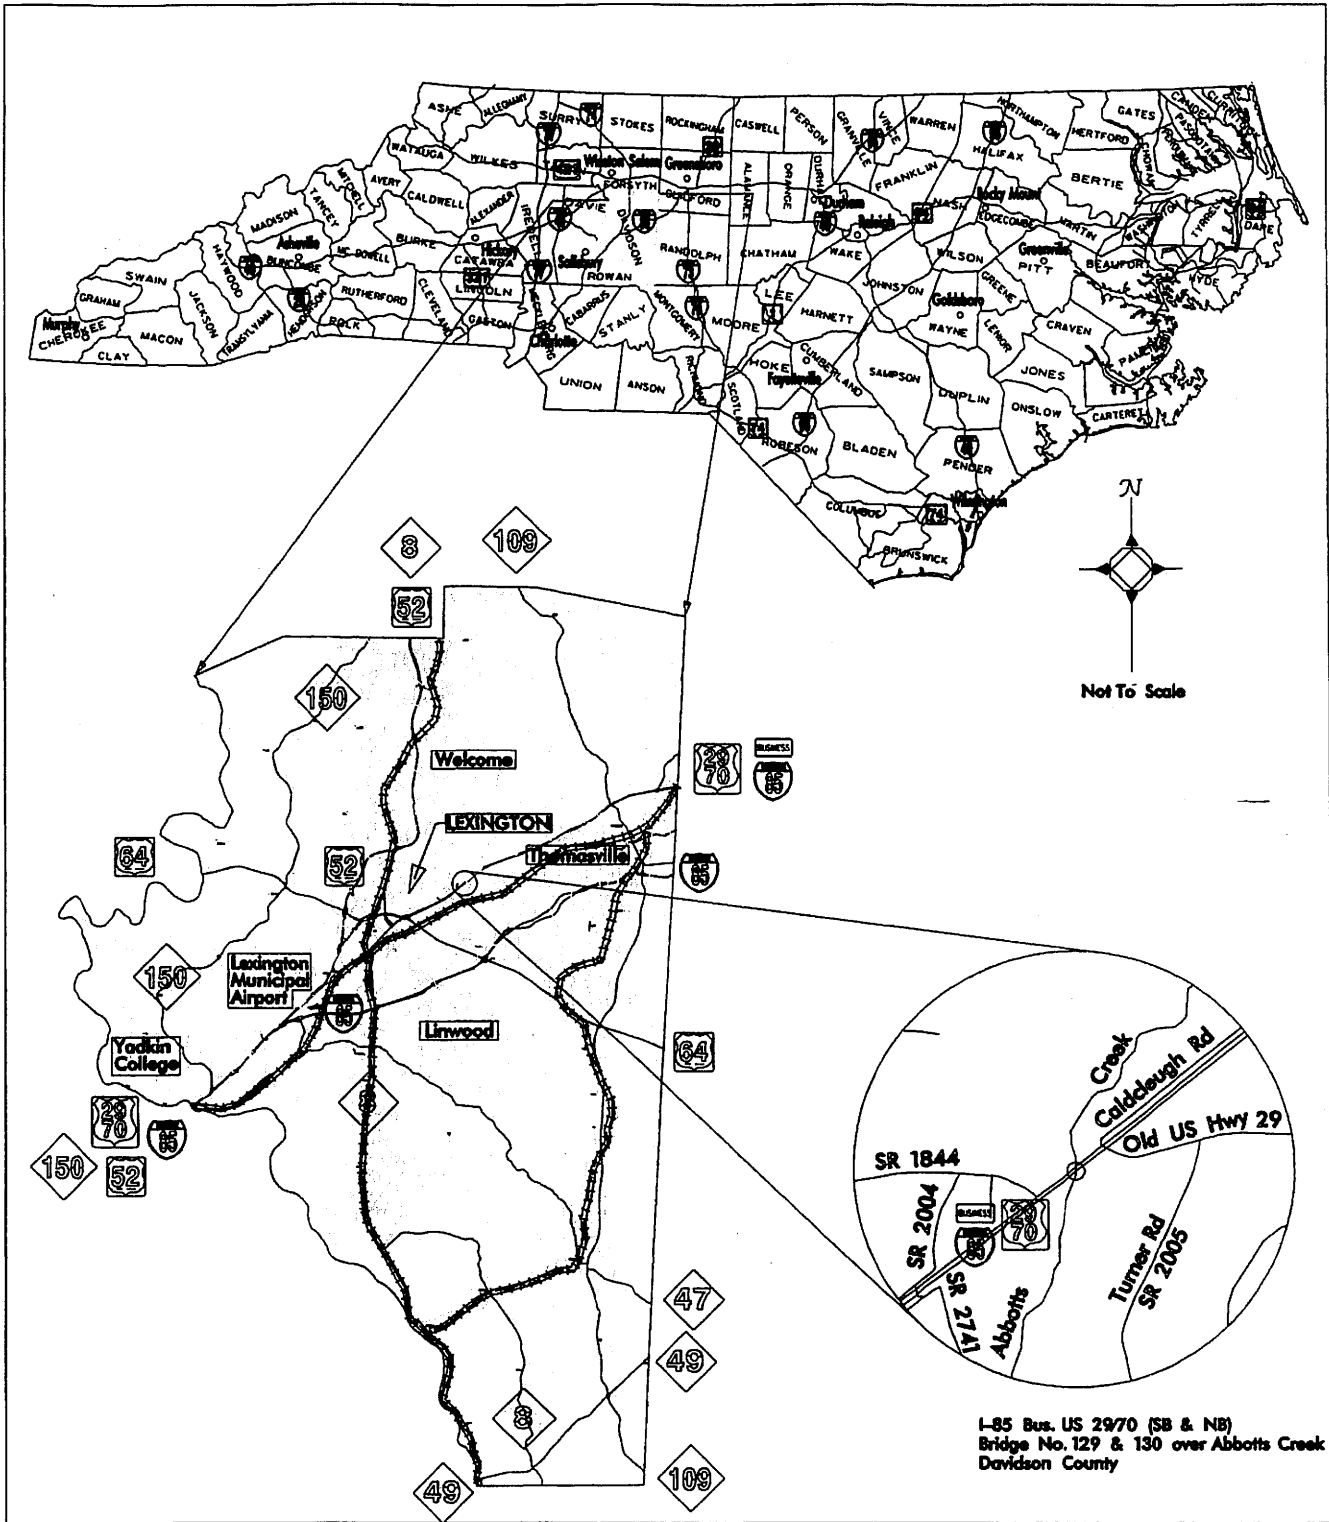 ASHE
ALLEGHANY
SURRY
STOKES
ROCKINGHAM
CASWELL
PERSON
GRANVILLE
VANCE
WARREN
NORTHAMPTON
HERTFORD
GATES
CAMDEN
WATAUGA
WILKES
Winston Salem
Greensboro
FORSYTH
GUILFORD
ALAMANCE
ORANGE
DURHAM
Durham
Raleigh
FRANKLIN
HALIFAX
BERTIE
CHOWAN
NASH
Rocky Mount
EDGECOMBE
MARTIN
WASHINGTON
TYRRELL
DARE
MITCHELL
AVERY
CALDWELL
ALEXANDER
IREDELL
DAVIE
DAVIDSON
RANDOLPH
CHATHAM
WAKE
WILSON
Greenville
PITT
BEAUFORT
HYDE
MADISON
YANCEY
Asheville
BUNCOMBE
MC DOWELL
BURKE
Hickory
CATAWBA
Salisbury
ROWAN
SWAIN
HAYWOOD
RUTHERFORD
CLEVELAND
LINCOLN
GASTON
MECKLENBURG
CABARRUS
STANLY
MONTGOMERY
MOORE
LEE
HARNETT
JOHNSTON
Goldsboro
WAYNE
GREENE
LENOIR
CRAVEN
GRAHAM
Murphy
CHEROKEE
CLAY
MACON
JACKSON
TRANSYLVANIA
HENDERSON
POLK
Charlotte
UNION
ANSON
RICHMOND
SCOTLAND
HOKE
Fayetteville
CUMBERLAND
SAMPSON
DUPLIN
JONES
ONSLOW
CARTERET
ROBESON
BLADEN
PENDER
Wilmington
COLUMBUS
BRUNSWICK
74
74
N
Not To Scale
8
109
52
150
Welcome
29
70
BUSINESS
85
LEXINGTON
64
52
Thomasville
85
150
Lexington
Municipal
Airport
85
Linwood
64
Yadkin
College
29
70
85
150
52
8
47
49
8
49
109
Creek
Caldcleugh Rd
Old US Hwy 29
SR 1844
SR 2004
BUSINESS
85
29
70
SR 2741
Abbotts
Turner Rd
SR 2005
I-85 Bus. US 29/70 (SB & NB)
Bridge No. 129 & 130 over Abbotts Creek
Davidson County